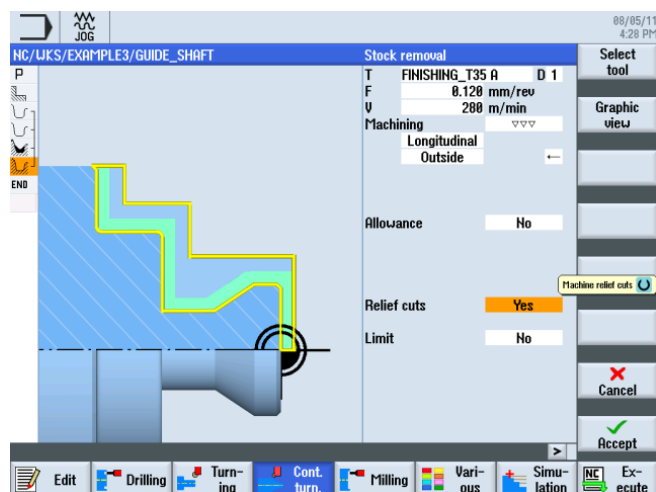 JOG
08/05/11
4:28 PM
NC/WKS/EXAMPLE3/GUIDE_SHAFT
Stock removal
Select
tool
P
T FINISHING_T35 A D 1
F 0.120 mm/rev
V 280 m/min
Machining ▽▽▽
Longitudinal
Outside ←
Graphic
view
END
Allowance No
Machine relief cuts
Relief cuts Yes
Limit No
Cancel
Accept
>
Edit
Drilling
Turn-
ing
Cont.
turn.
Milling
Vari-
ous
Simu-
lation
NC Ex-
ecute